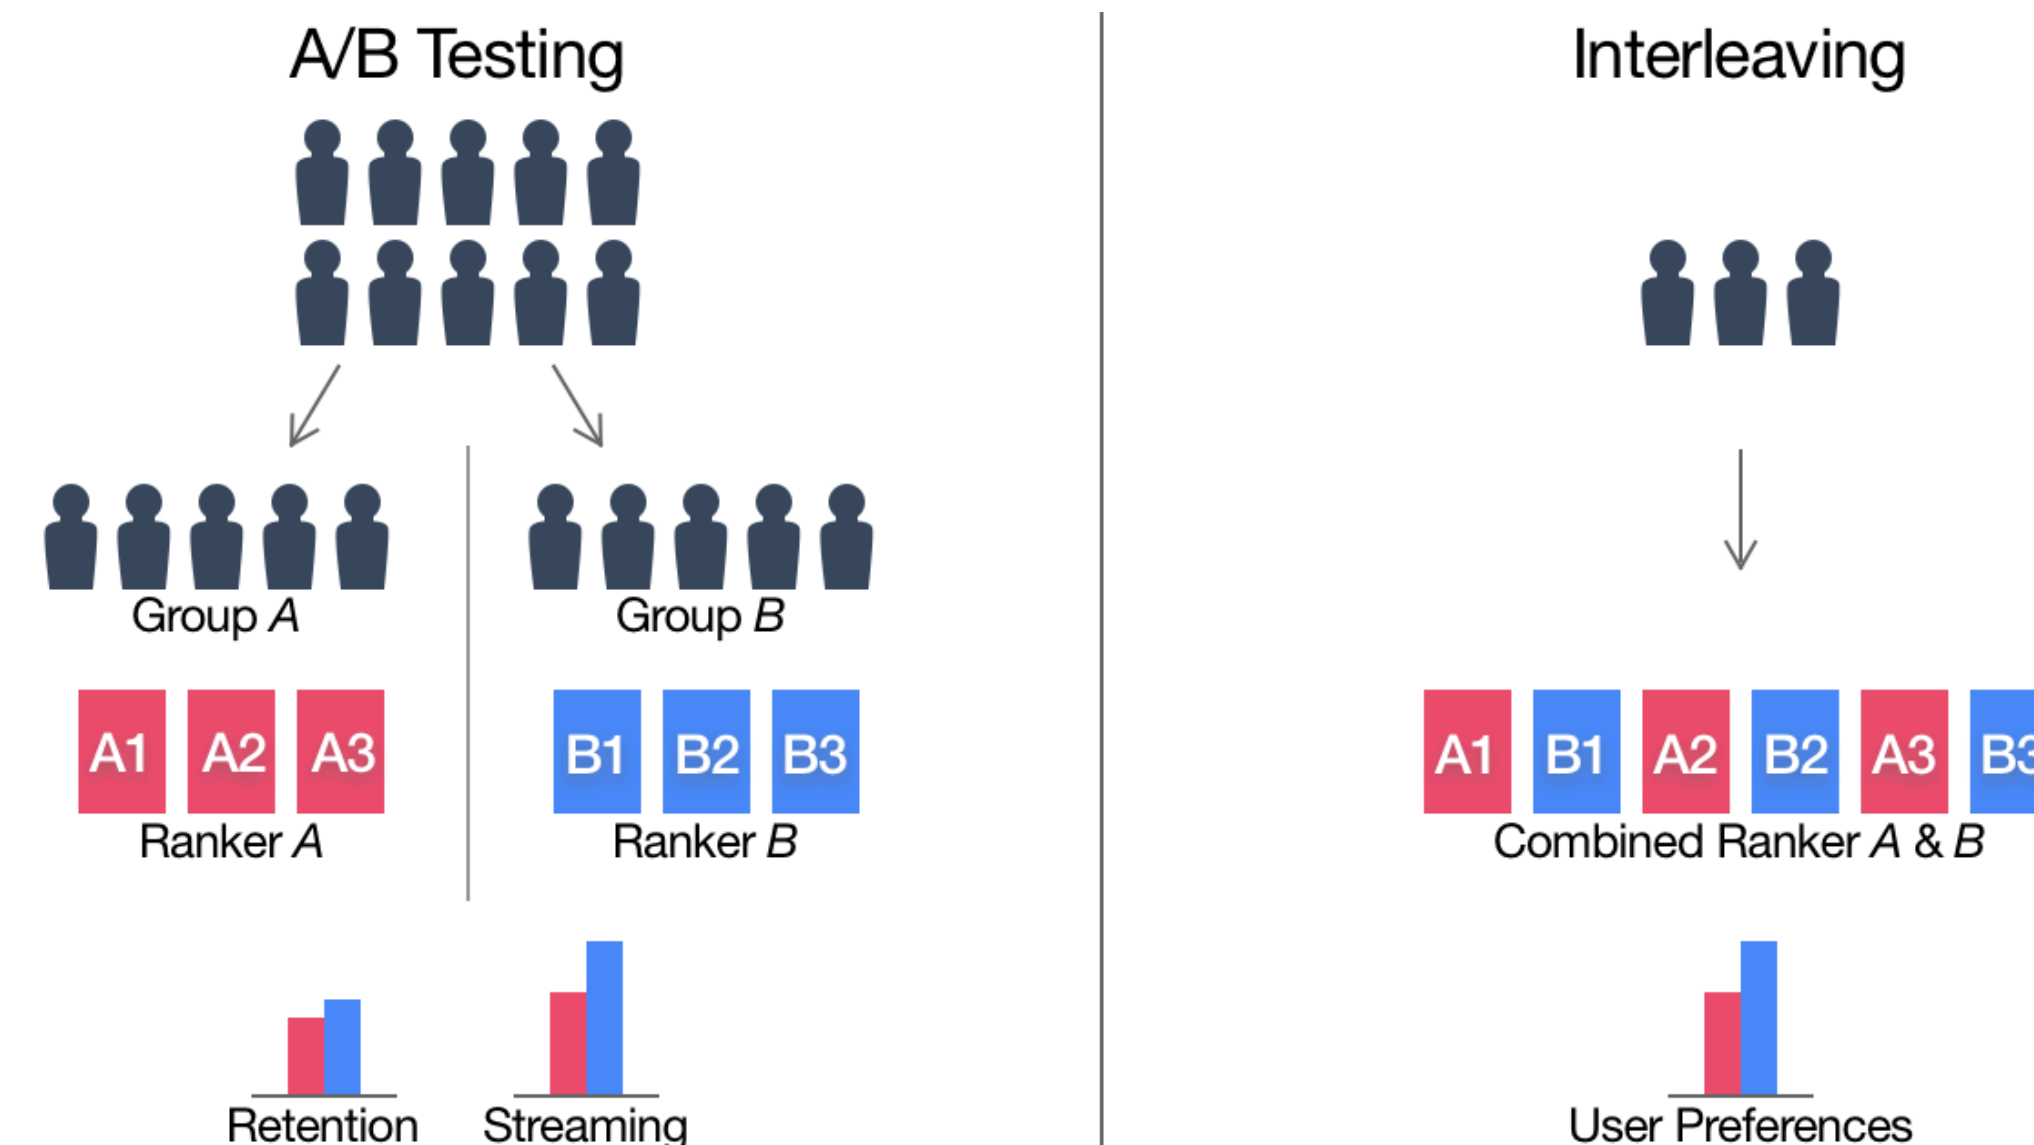 A/B Testing
Group A
Group B
A1 A2 A3
B1 B2 B3
Ranker A
Ranker B
Retention
Streaming
Interleaving
A1 B1 A2 B2 A3 B3
Combined Ranker A & B
User Preferences